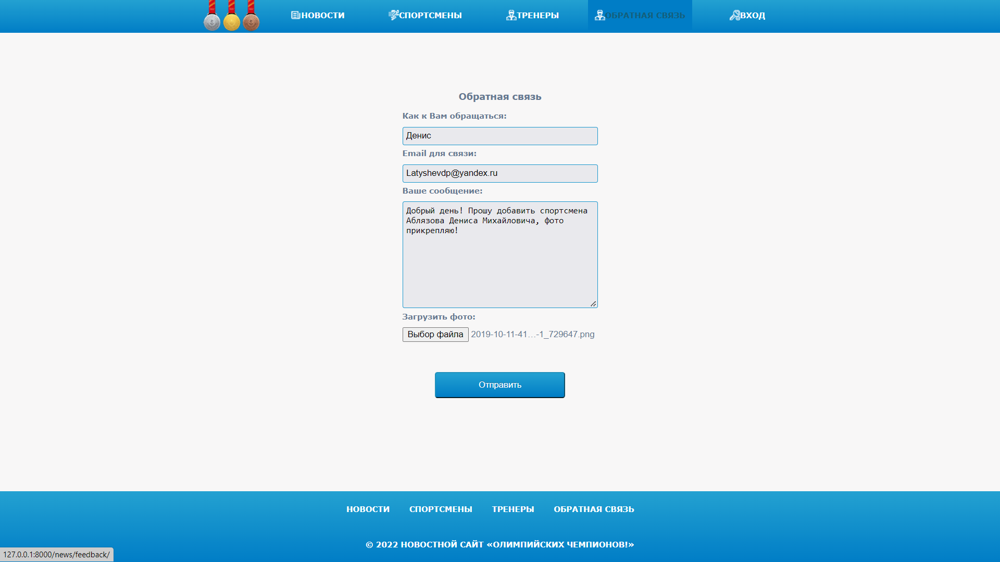 НОВОСТИ СПОРТСМЕНЫ ТРЕНЕРЫ ОБРАТНАЯ СВЯЗЬ ВХОД
Обратная связь
Как к Вам обращаться:
Денис
Email для связи:
Latyshevdp@yandex.ru
Ваше сообщение:
Добрый день! Прошу добавить спортсмена
Аблязова Дениса Михайловича, фото
прикрепляю!
Загрузить фото:
Выбор файла 2019-10-11-41...-1_729647.png
Отправить
НОВОСТИ СПОРТСМЕНЫ ТРЕНЕРЫ ОБРАТНАЯ СВЯЗЬ
© 2022 НОВОСТНОЙ САЙТ «ОЛИМПИЙСКИХ ЧЕМПИОНОВ!»
127.0.0.1:8000/news/feedback/